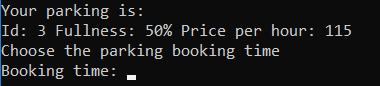 Your parking is:
Id: 3 Fullness: 50% Price per hour: 115
Choose the parking booking time
Booking time: